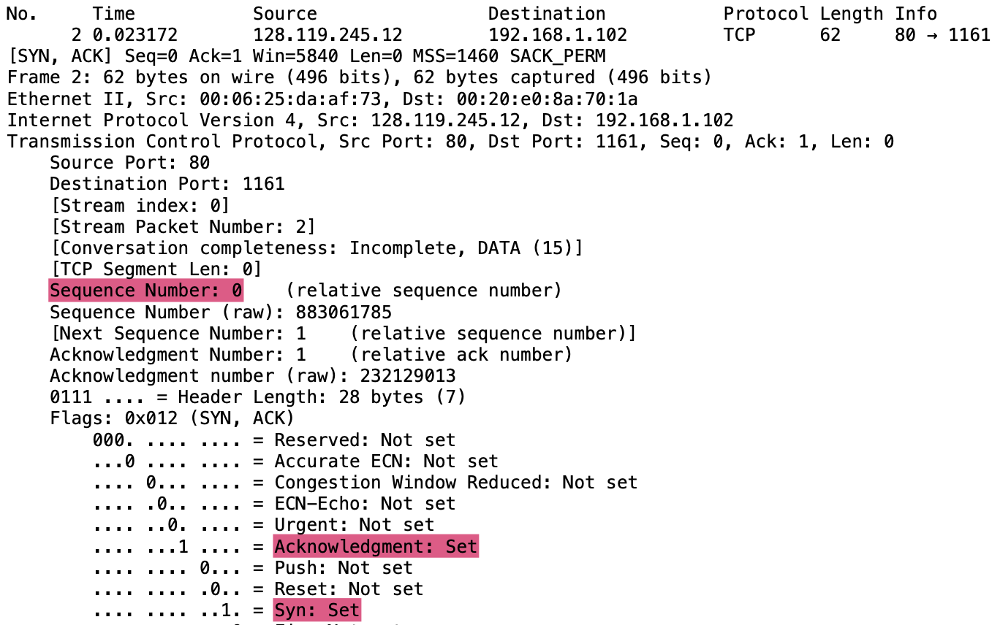 No.     Time           Source                Destination           Protocol Length Info
      2 0.023172       128.119.245.12        192.168.1.102         TCP      62     80 → 1161
[SYN, ACK] Seq=0 Ack=1 Win=5840 Len=0 MSS=1460 SACK_PERM
Frame 2: 62 bytes on wire (496 bits), 62 bytes captured (496 bits)
Ethernet II, Src: 00:06:25:da:af:73, Dst: 00:20:e0:8a:70:1a
Internet Protocol Version 4, Src: 128.119.245.12, Dst: 192.168.1.102
Transmission Control Protocol, Src Port: 80, Dst Port: 1161, Seq: 0, Ack: 1, Len: 0
    Source Port: 80
    Destination Port: 1161
    [Stream index: 0]
    [Stream Packet Number: 2]
    [Conversation completeness: Incomplete, DATA (15)]
    [TCP Segment Len: 0]
    Sequence Number: 0    (relative sequence number)
    Sequence Number (raw): 883061785
    [Next Sequence Number: 1    (relative sequence number)]
    Acknowledgment Number: 1    (relative ack number)
    Acknowledgment number (raw): 232129013
    0111 .... = Header Length: 28 bytes (7)
    Flags: 0x012 (SYN, ACK)
        000. .... .... = Reserved: Not set
        ...0 .... .... = Accurate ECN: Not set
        .... 0... .... = Congestion Window Reduced: Not set
        .... .0.. .... = ECN-Echo: Not set
        .... ..0. .... = Urgent: Not set
        .... ...1 .... = Acknowledgment: Set
        .... .... 0... = Push: Not set
        .... .... .0.. = Reset: Not set
        .... .... ..1. = Syn: Set